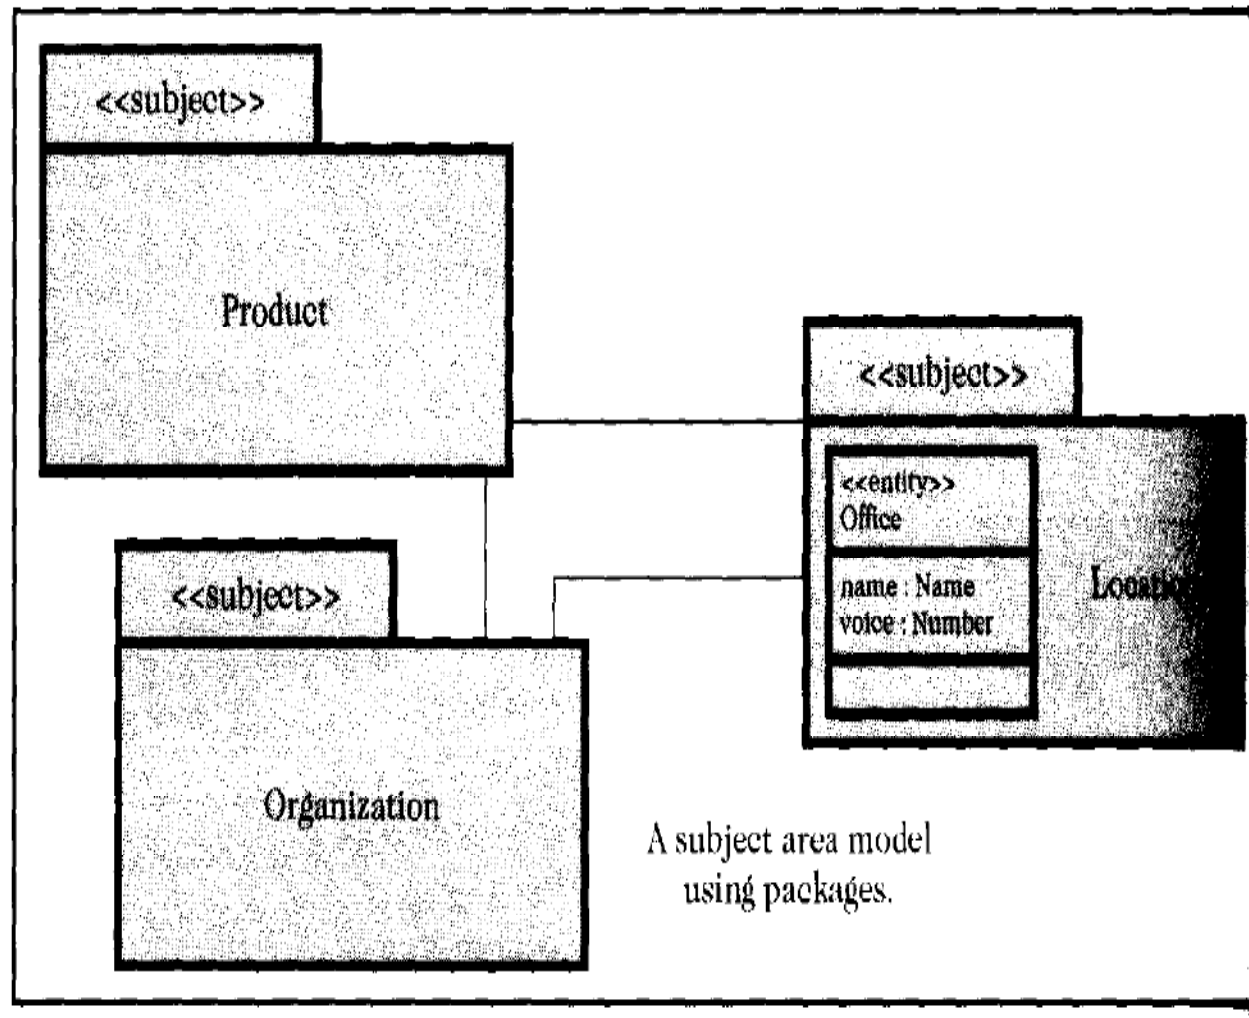 <<subject>>
Product
<<subject>>
<<entity>>
Office
name : Name
voice : Number
<<subject>>
Organization
A subject area model
using packages.